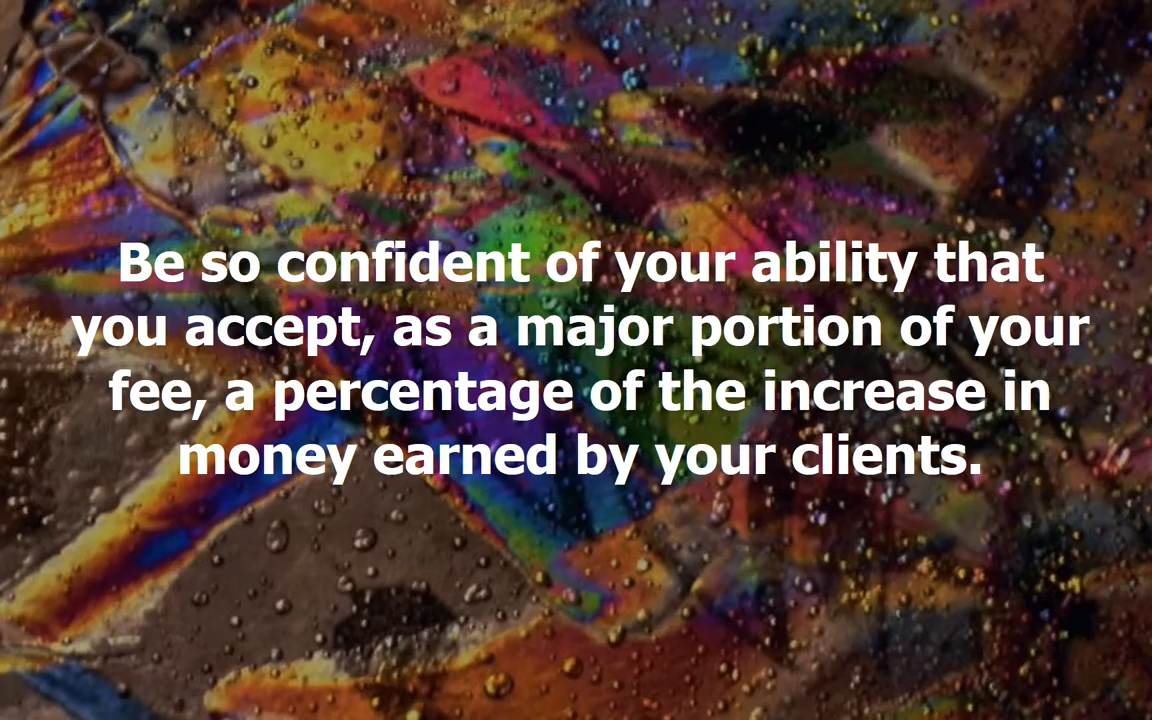 Be so confident of your ability that
you accept, as a major portion of your
fee, a percentage of the increase in
money earned by your clients.